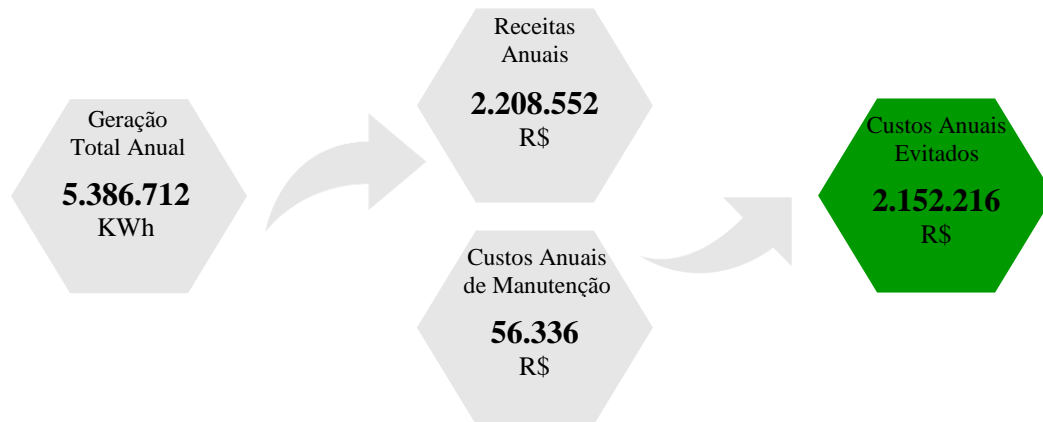 Geração
Total Anual
5.386.712
KWh
Receitas
Anuais
2.208.552
R$
Custos Anuais
de Manutenção
56.336
R$
Custos Anuais
Evitados
2.152.216
R$